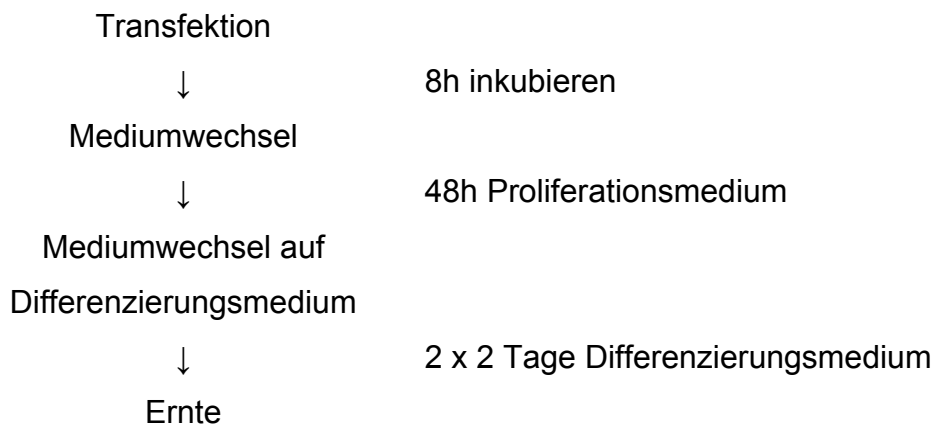 Transfektion
↓ 8h inkubieren
Mediumwechsel
↓ 48h Proliferationsmedium
Mediumwechsel auf
Differenzierungsmedium
↓ 2 x 2 Tage Differenzierungsmedium
Ernte